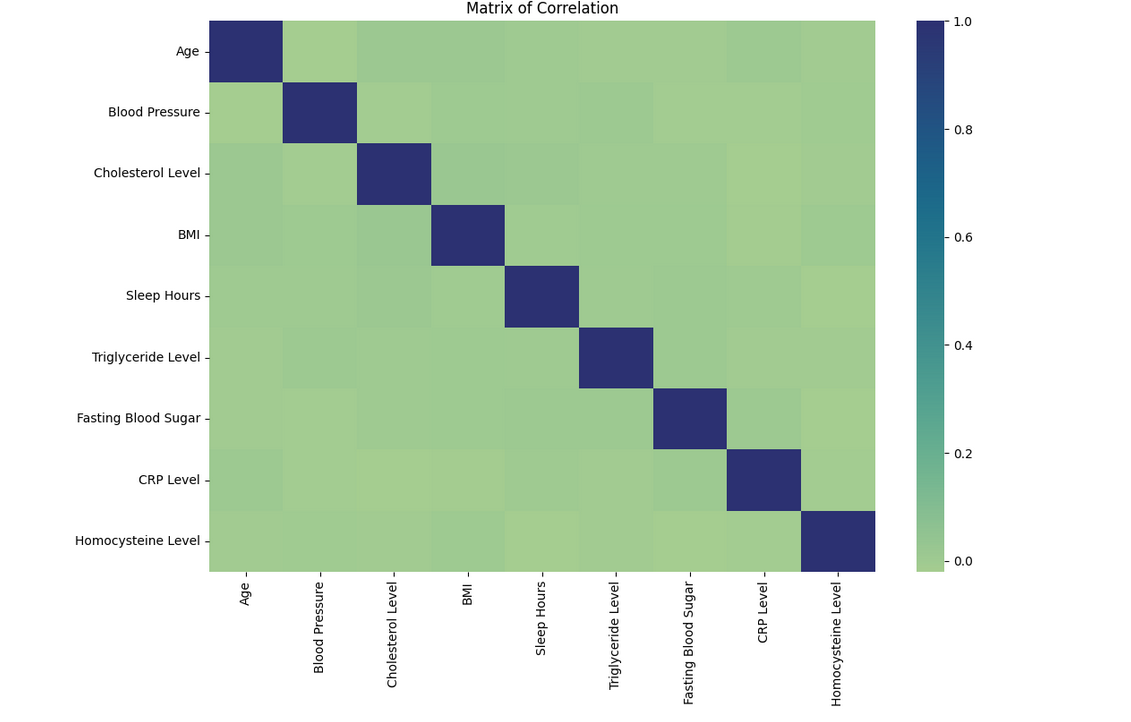 Matrix of Correlation
Age
Blood Pressure
Cholesterol Level
BMI
Sleep Hours
Triglyceride Level
Fasting Blood Sugar
CRP Level
Homocysteine Level
Age
Blood Pressure
Cholesterol Level
BMI
Sleep Hours
Triglyceride Level
Fasting Blood Sugar
CRP Level
Homocysteine Level
1.0
0.8
0.6
0.4
0.2
0.0